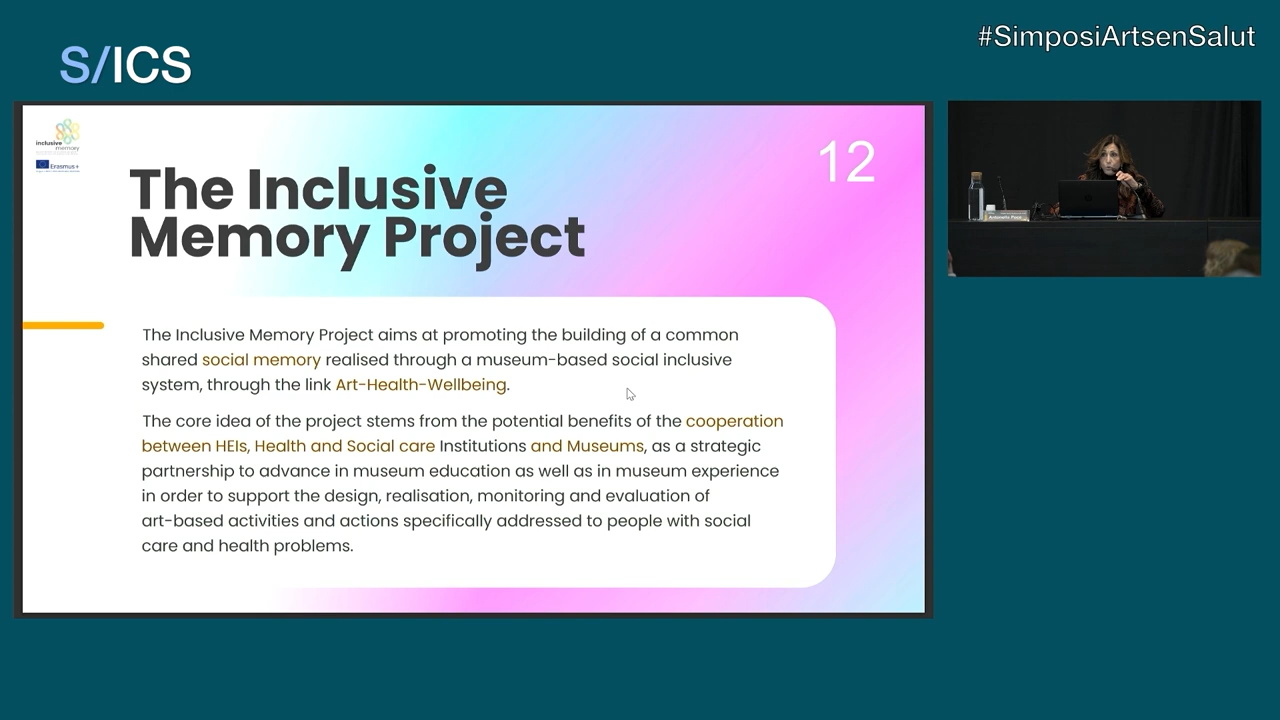 #SimposiArtsenSalut
S/ICS
inclusive
memory
Erasmus+
12
The Inclusive
Memory Project
The Inclusive Memory Project aims at promoting the building of a common
shared social memory realised through a museum-based social inclusive
system, through the link Art-Health-Wellbeing.
The core idea of the project stems from the potential benefits of the cooperation
between HEIs, Health and Social care Institutions and Museums, as a strategic
partnership to advance in museum education as well as in museum experience
in order to support the design, realisation, monitoring and evaluation of
art-based activities and actions specifically addressed to people with social
care and health problems.